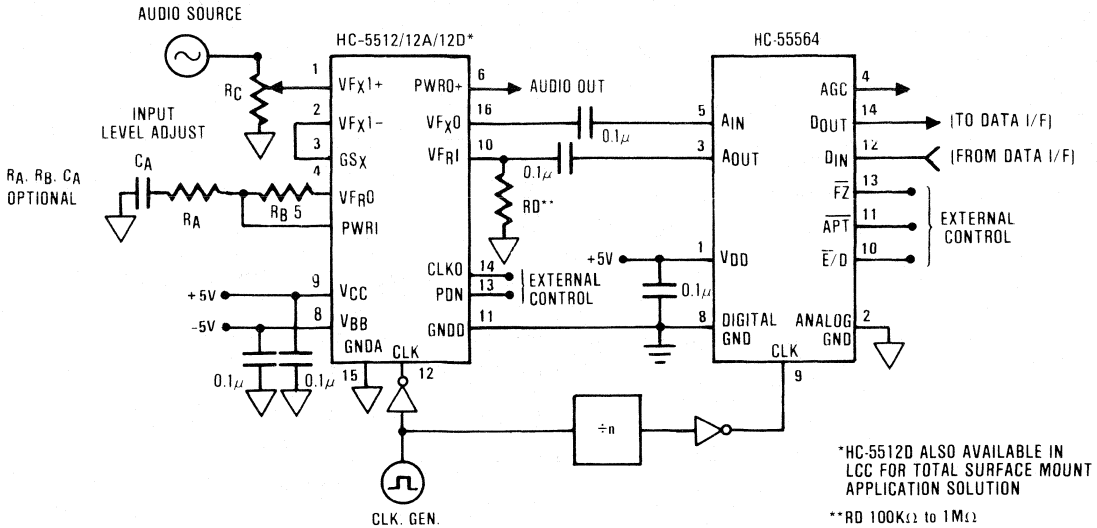 AUDIO SOURCE
RC
INPUT
LEVEL ADJUST
RA, RB, CA
OPTIONAL
CA
RA
RB 5
HC-5512/12A/12D*
1 VFX1+
2 VFX1-
3 GSX
4 VFRO
PWRI
+5V 9 VCC
-5V 8 VBB
GNDA
15
CLK
12
0.1μ
0.1μ
PWRO+ 6 AUDIO OUT
VFXO 16
0.1μ
VFRI 10
0.1μ
RD**
CLKO 14
PDN 13
EXTERNAL
CONTROL
GNDD 11
HC-55564
5 AIN
3 AOUT
+5V 1 VDD
0.1μ
8 DIGITAL
GND
AGC 4
DOUT 14 (TO DATA I/F)
DIN 12 (FROM DATA I/F)
FZ 13
APT 11
E/D 10
EXTERNAL
CONTROL
ANALOG 2
GND
CLK
9
÷n
CLK. GEN.
*HC-5512D ALSO AVAILABLE IN
LCC FOR TOTAL SURFACE MOUNT
APPLICATION SOLUTION
**RD 100KΩ to 1MΩ